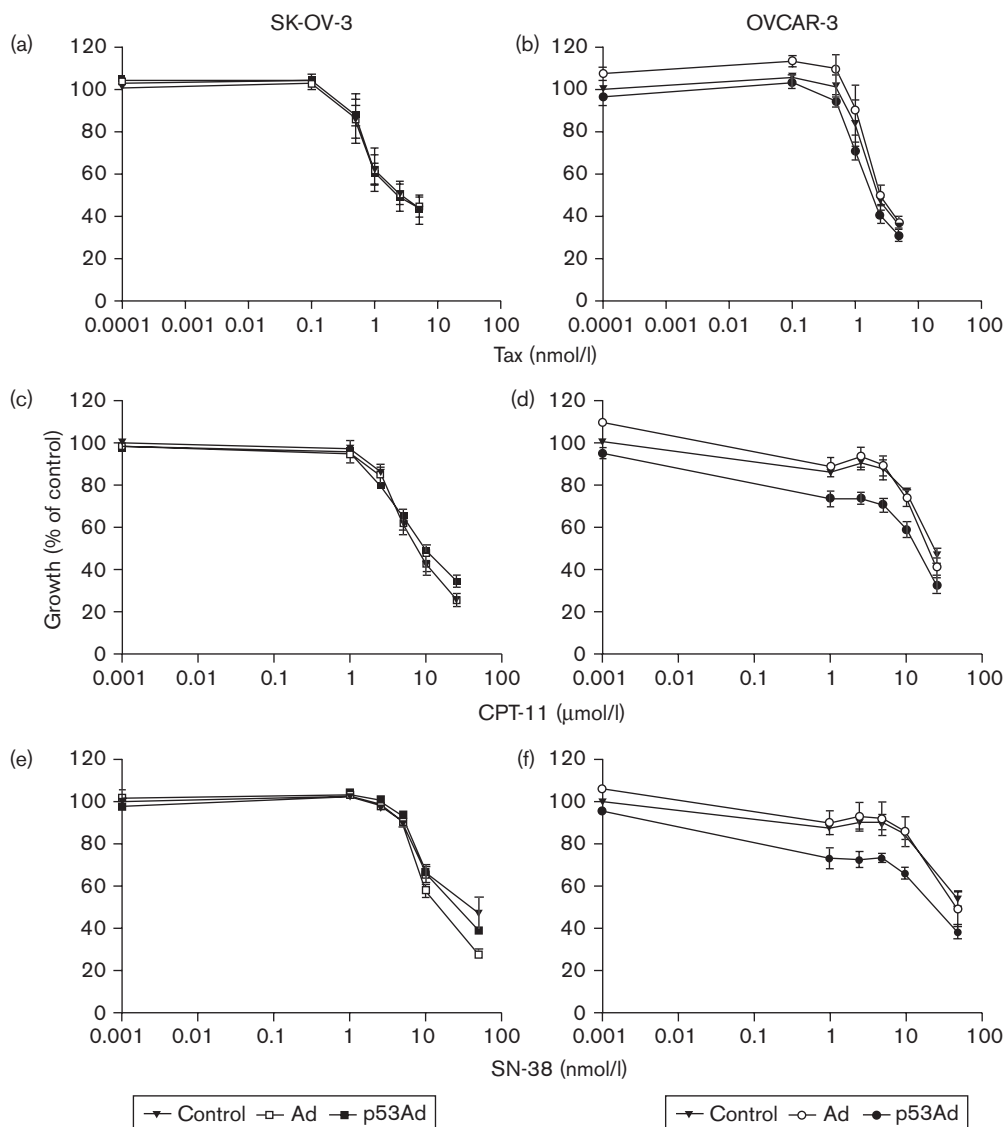 SK-OV-3
OVCAR-3
(a)
120
100
80
60
40
20
0
0.0001 0.001 0.01 0.1 1 10 100
(b)
120
100
80
60
40
20
0
0.0001 0.001 0.01 0.1 1 10 100
Tax (nmol/l)
Growth (% of control)
(c)
120
100
80
60
40
20
0
0.001 0.01 0.1 1 10 100
(d)
120
100
80
60
40
20
0
0.001 0.01 0.1 1 10 100
CPT-11 (μmol/l)
(e)
120
100
80
60
40
20
0
0.001 0.01 0.1 1 10 100
(f)
120
100
80
60
40
20
0
0.001 0.01 0.1 1 10 100
SN-38 (nmol/l)
Control Ad p53Ad
Control Ad p53Ad